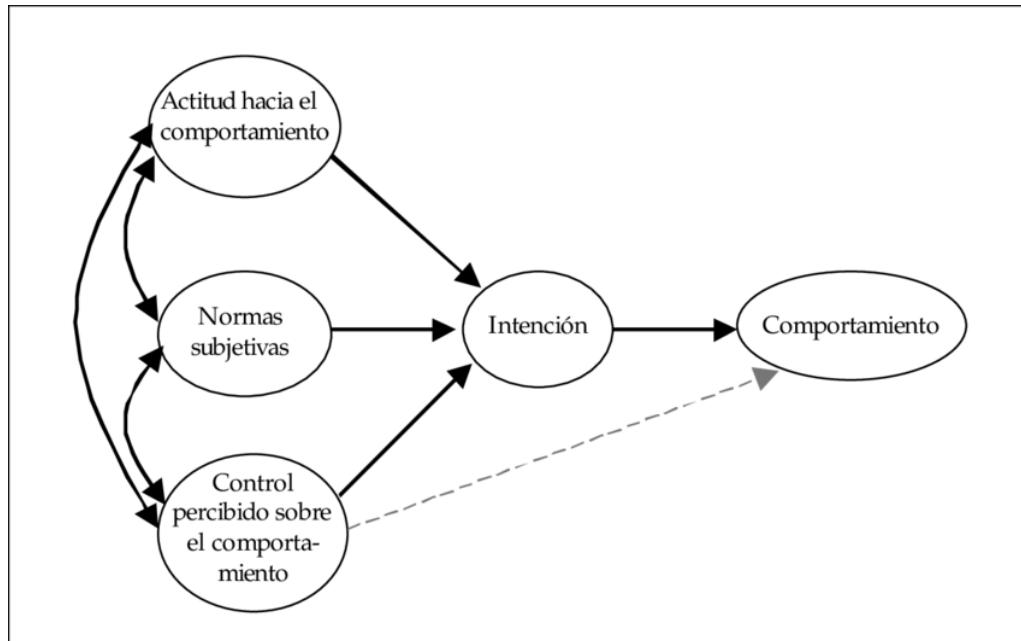 Actitud hacia el
comportamiento
Normas
subjetivas
Intención
Comportamiento
Control
percibido sobre
el comporta-
miento